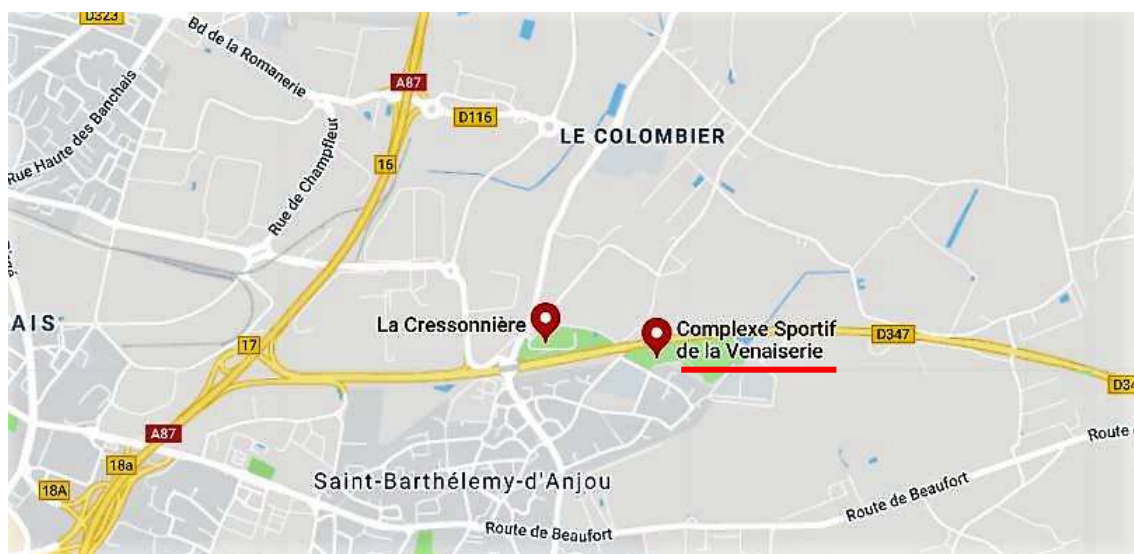 D323
Bd de la Romanerie
A87
D116
LE COLOMBIER
Rue Haute des Banchais
16
Rue de Champfleur
AIS
La Cressonnière
Complexe Sportif
de la Venaiserie
D347
17
A87
18a
18A
Saint-Barthélemy-d'Anjou
Route de Beaufort
Route de Beaufort
Route